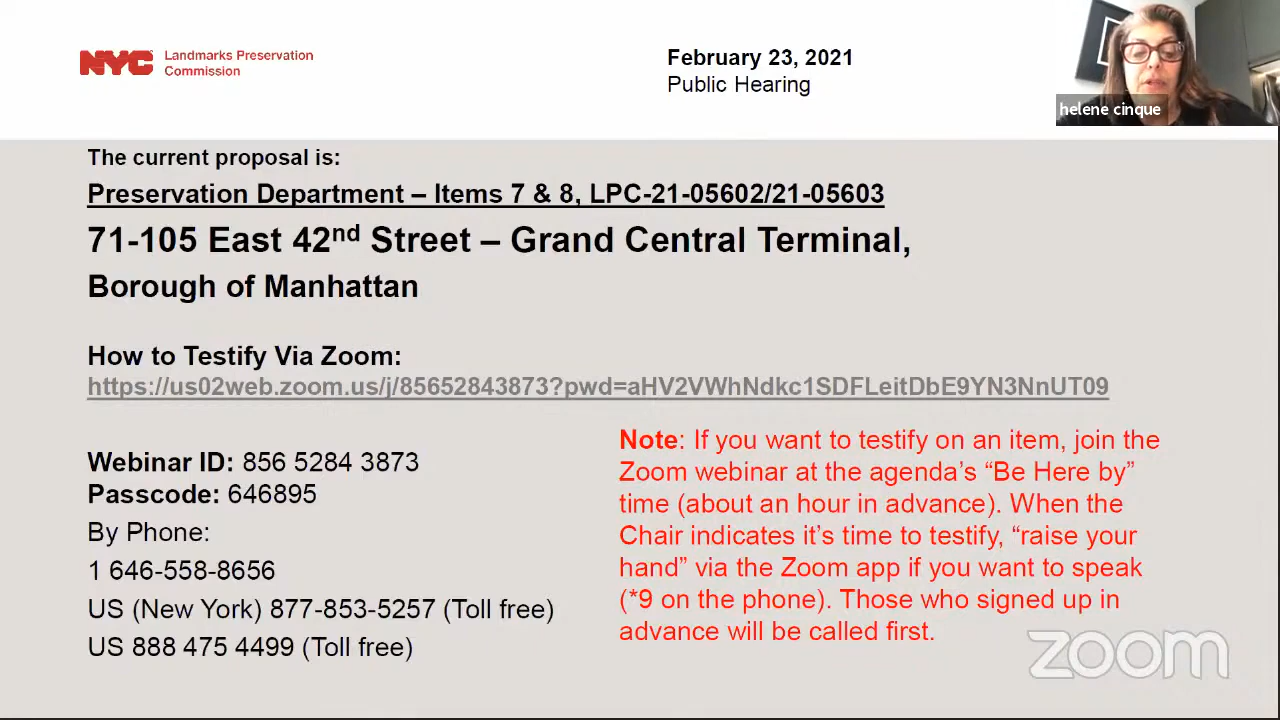 NYC Landmarks Preservation
Commission
February 23, 2021
Public Hearing
helene cinque
The current proposal is:
Preservation Department – Items 7 & 8, LPC-21-05602/21-05603
71-105 East 42nd Street – Grand Central Terminal,
Borough of Manhattan
How to Testify Via Zoom:
https://us02web.zoom.us/j/85652843873?pwd=aHV2VWhNdkc1SDFLeitDbE9YN3NnUT09
Webinar ID: 856 5284 3873
Passcode: 646895
By Phone:
1 646-558-8656
US (New York) 877-853-5257 (Toll free)
US 888 475 4499 (Toll free)
Note: If you want to testify on an item, join the
Zoom webinar at the agenda’s “Be Here by”
time (about an hour in advance). When the
Chair indicates it’s time to testify, “raise your
hand” via the Zoom app if you want to speak
(*9 on the phone). Those who signed up in
advance will be called first.
zoom